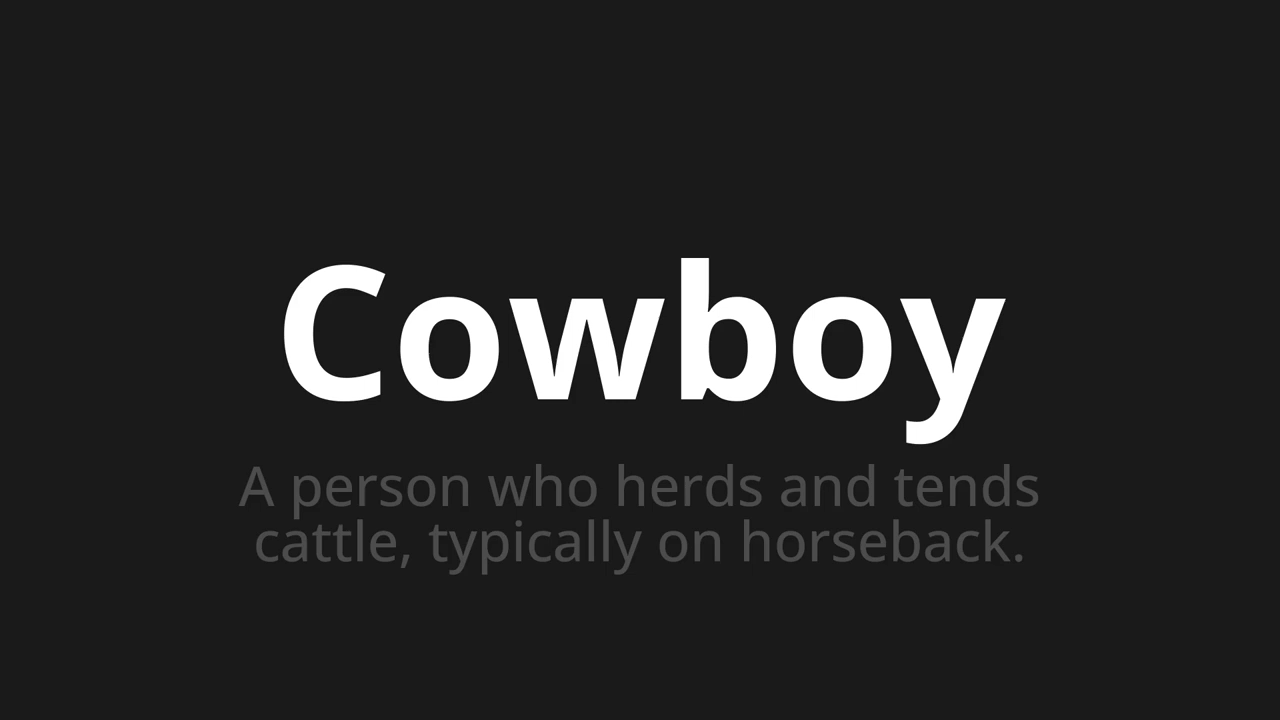 Cowboy
A person who herds and tends
cattle, typically on horseback.